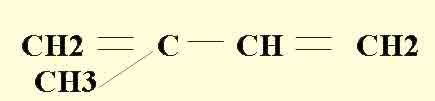 CH2 = C — CH = CH2
CH3